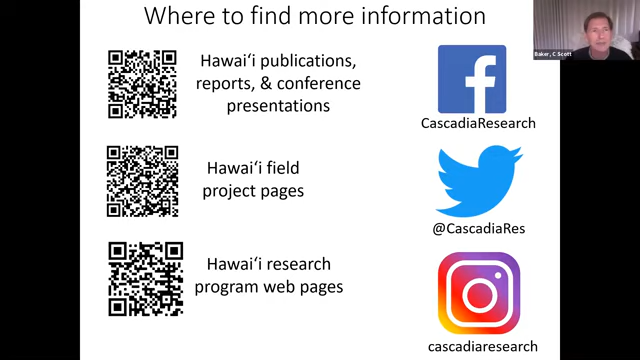 Where to find more information
Baker, C Scott
Hawaiʻi publications,
reports, & conference
presentations
CascadiaResearch
Hawaiʻi field
project pages
@CascadiaRes
Hawaiʻi research
program web pages
cascadiaresearch